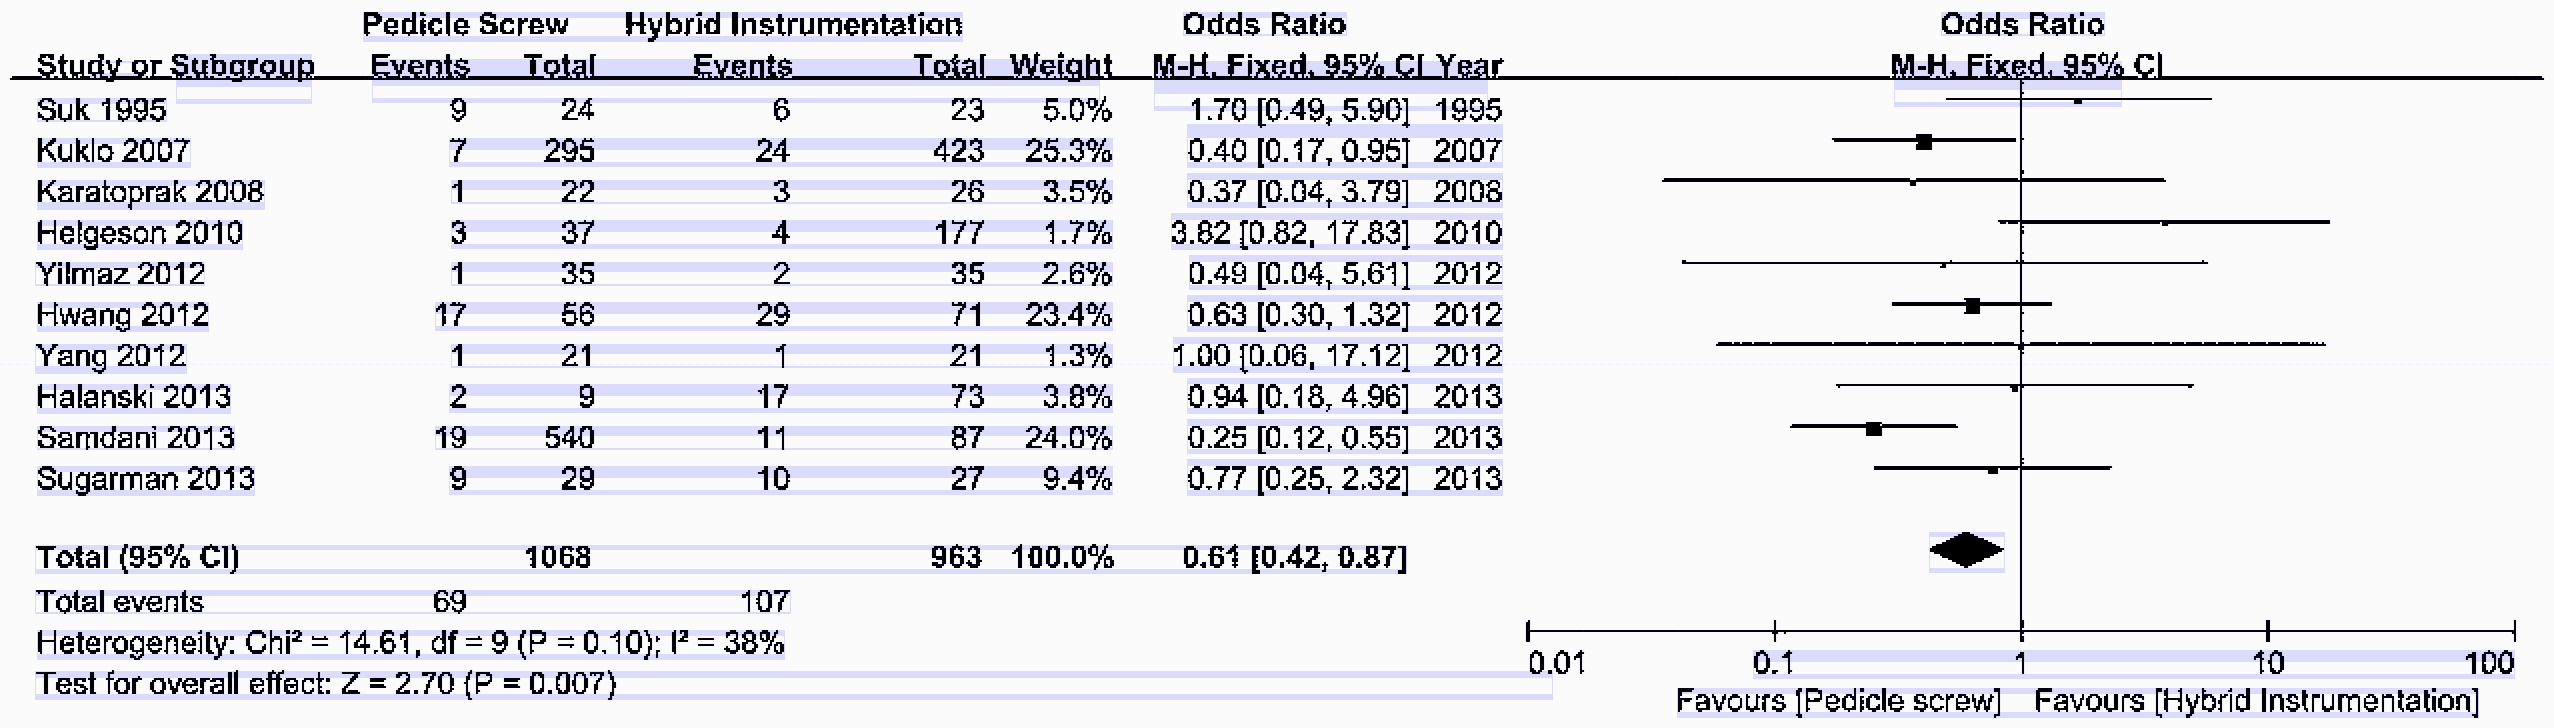 Pedicle Screw Hybrid Instrumentation Odds Ratio Odds Ratio
Study or Subgroup Events Total Events Total Weight M-H, Fixed, 95% CI Year M-H, Fixed, 95% CI
Suk 1995 9 24 6 23 5.0% 1.70 [0.49, 5.90] 1995
Kuklo 2007 7 295 24 423 25.3% 0.40 [0.17, 0.95] 2007
Karatoprak 2008 1 22 3 26 3.5% 0.37 [0.04, 3.79] 2008
Helgeson 2010 3 37 4 177 1.7% 3.82 [0.82, 17.83] 2010
Yilmaz 2012 1 35 2 35 2.6% 0.49 [0.04, 5.61] 2012
Hwang 2012 17 56 29 71 23.4% 0.63 [0.30, 1.32] 2012
Yang 2012 1 21 1 21 1.3% 1.00 [0.06, 17.12] 2012
Halanski 2013 2 9 17 73 3.8% 0.94 [0.18, 4.96] 2013
Samdani 2013 19 540 11 87 24.0% 0.25 [0.12, 0.55] 2013
Sugarman 2013 9 29 10 27 9.4% 0.77 [0.25, 2.32] 2013
Total (95% CI) 1068 963 100.0% 0.61 [0.42, 0.87]
Total events 69 107
Heterogeneity: Chi² = 14.61, df = 9 (P = 0.10); I² = 38%
Test for overall effect: Z = 2.70 (P = 0.007)
0.01 0.1 1 10 100
Favours [Pedicle screw] Favours [Hybrid Instrumentation]